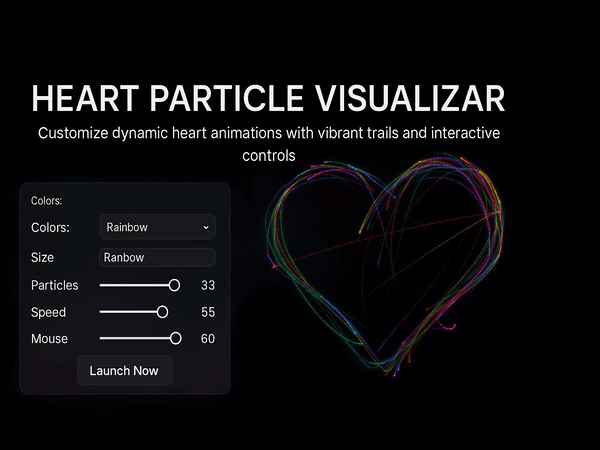 HEART PARTICLE VISUALIZAR
Customize dynamic heart animations with vibrant trails and interactive
controls
Colors:
Colors: Rainbow
Size Ranbow
Particles 33
Speed 55
Mouse 60
Launch Now